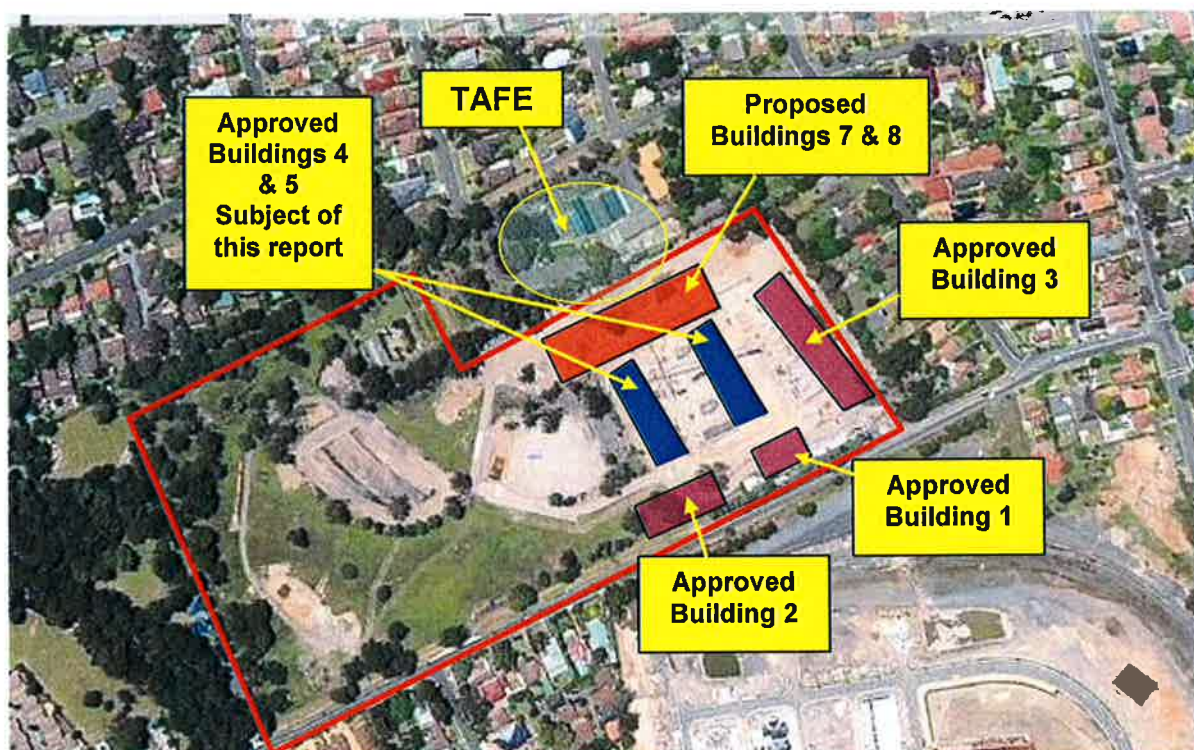 TAFE
Approved
Buildings 4
& 5
Subject of
this report
Proposed
Buildings 7 & 8
Approved
Building 3
Approved
Building 1
Approved
Building 2